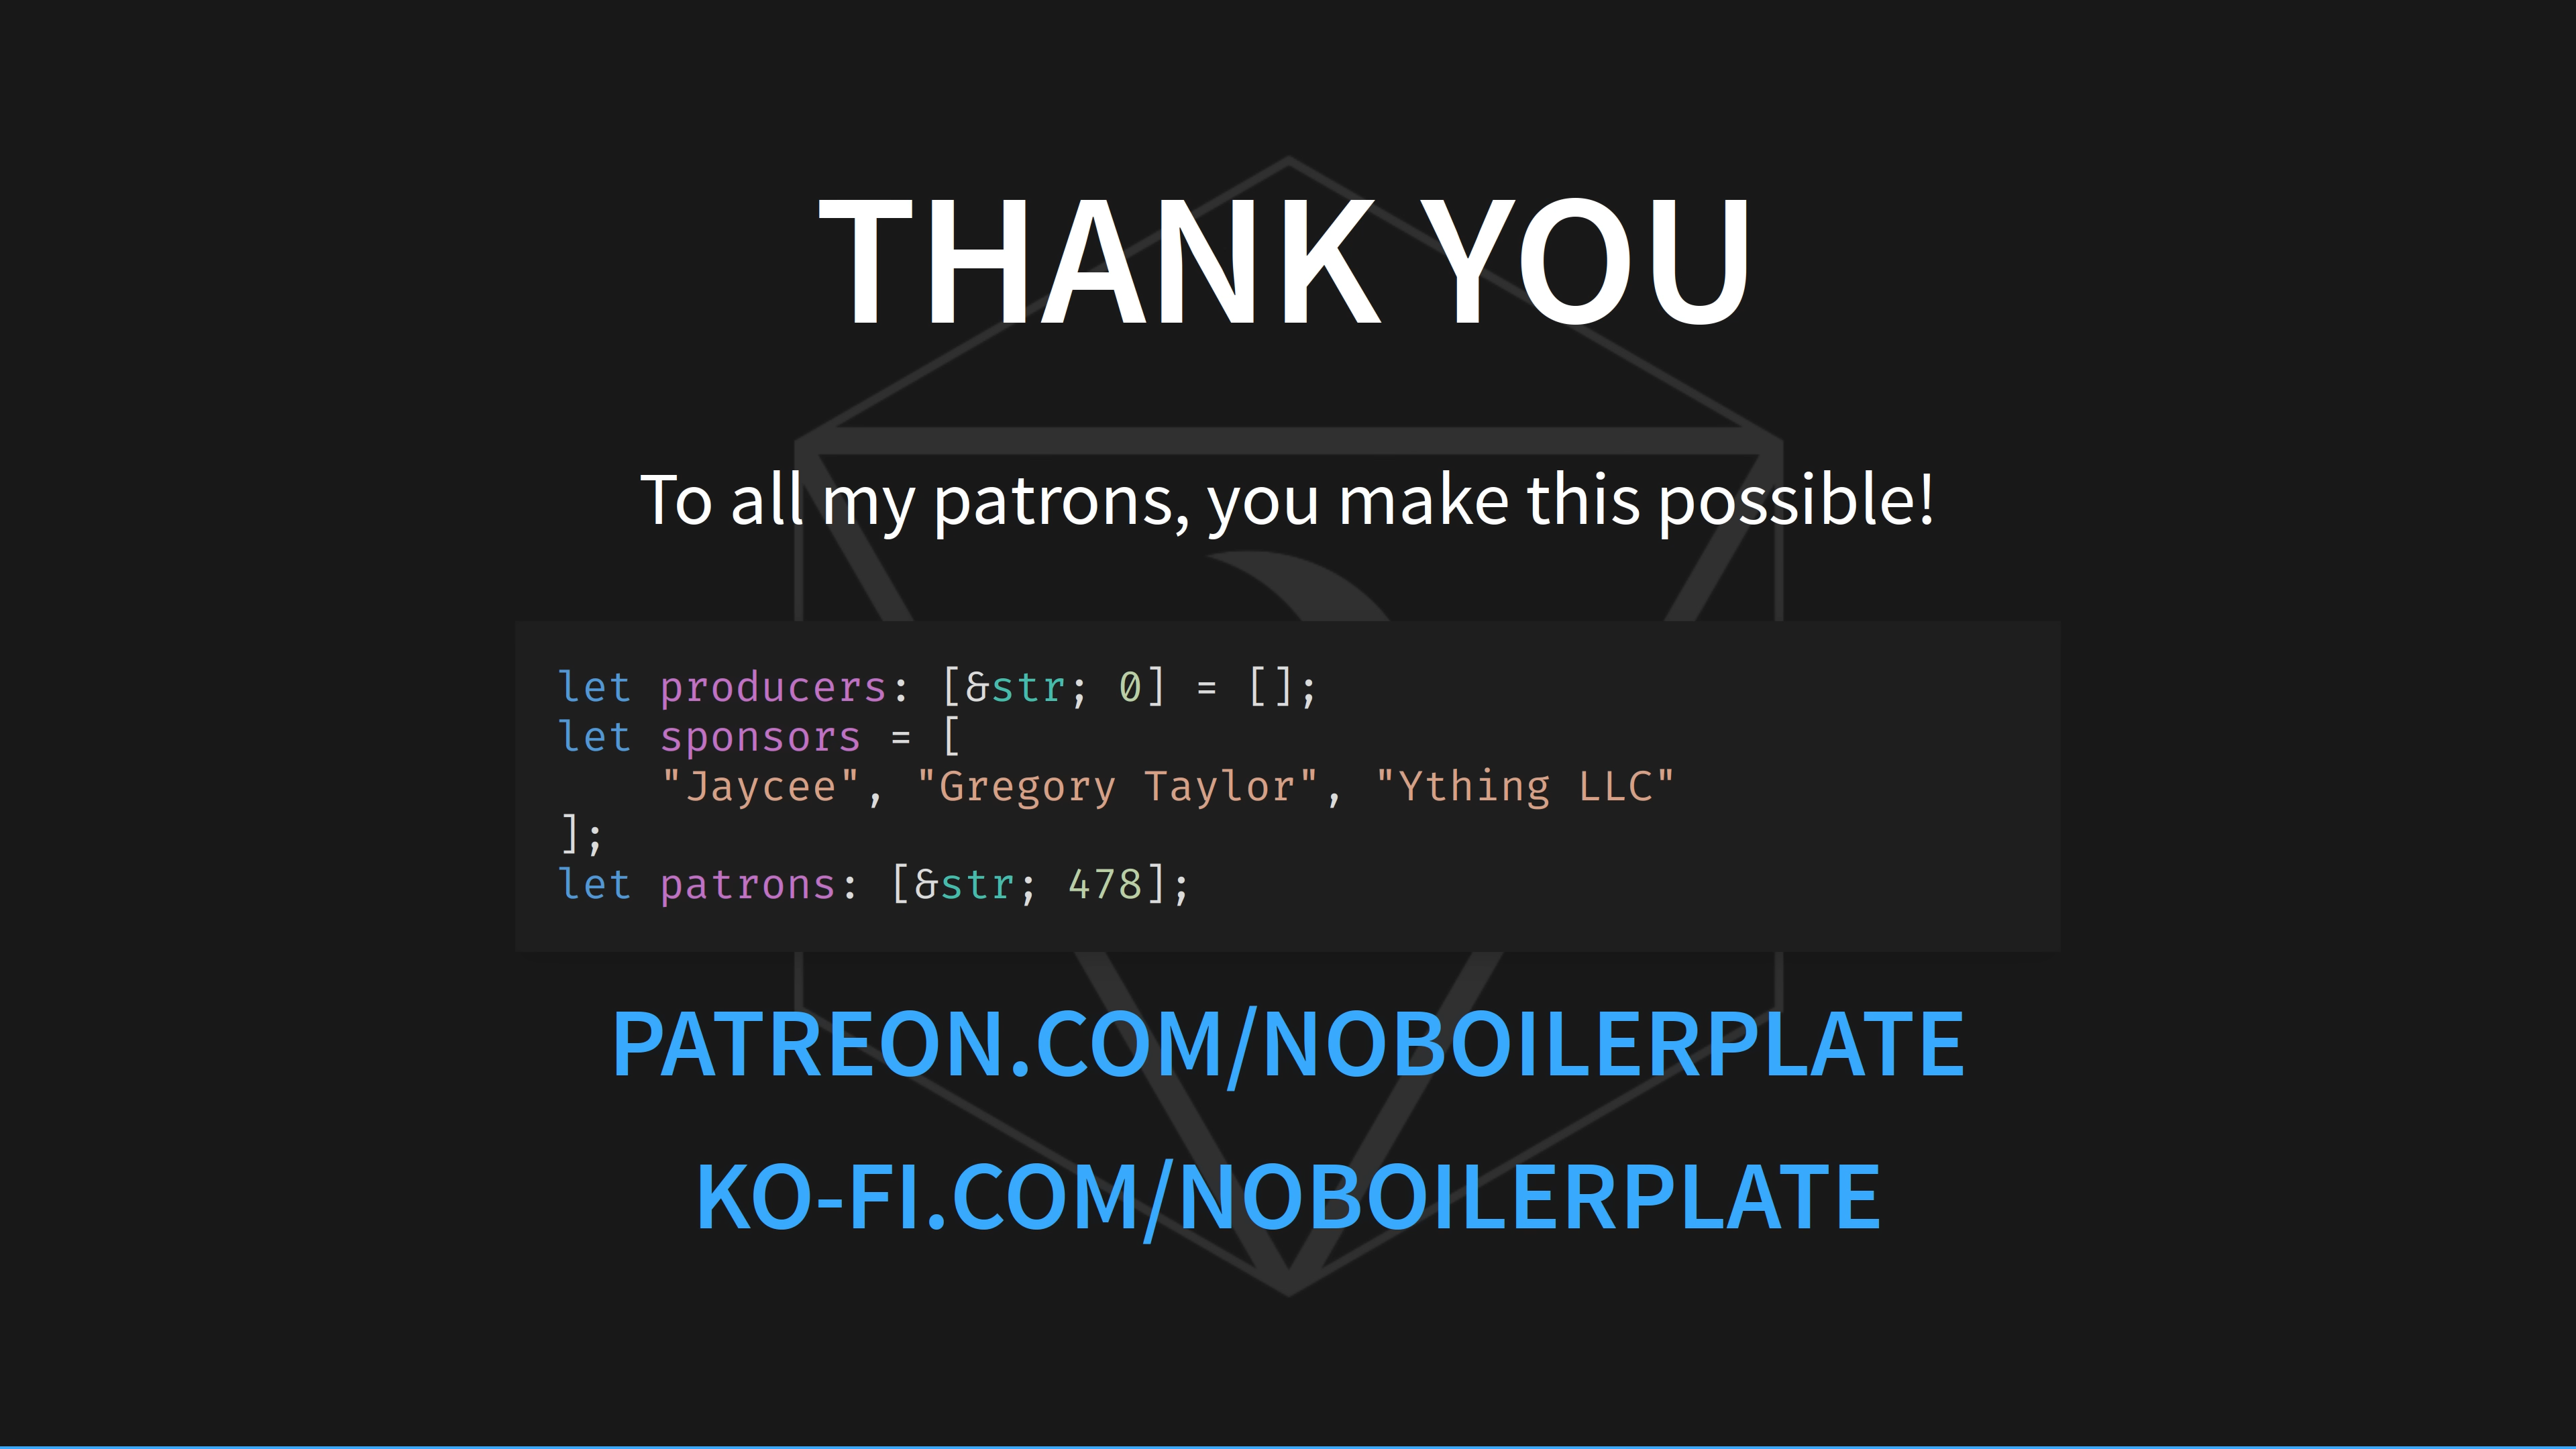 THANK YOU
To all my patrons, you make this possible!
let producers: [&str; 0] = [];
let sponsors = [
    "Jaycee", "Gregory Taylor", "Ything LLC"
];
let patrons: [&str; 478];
PATREON.COM/NOBOILERPLATE
KO-FI.COM/NOBOILERPLATE